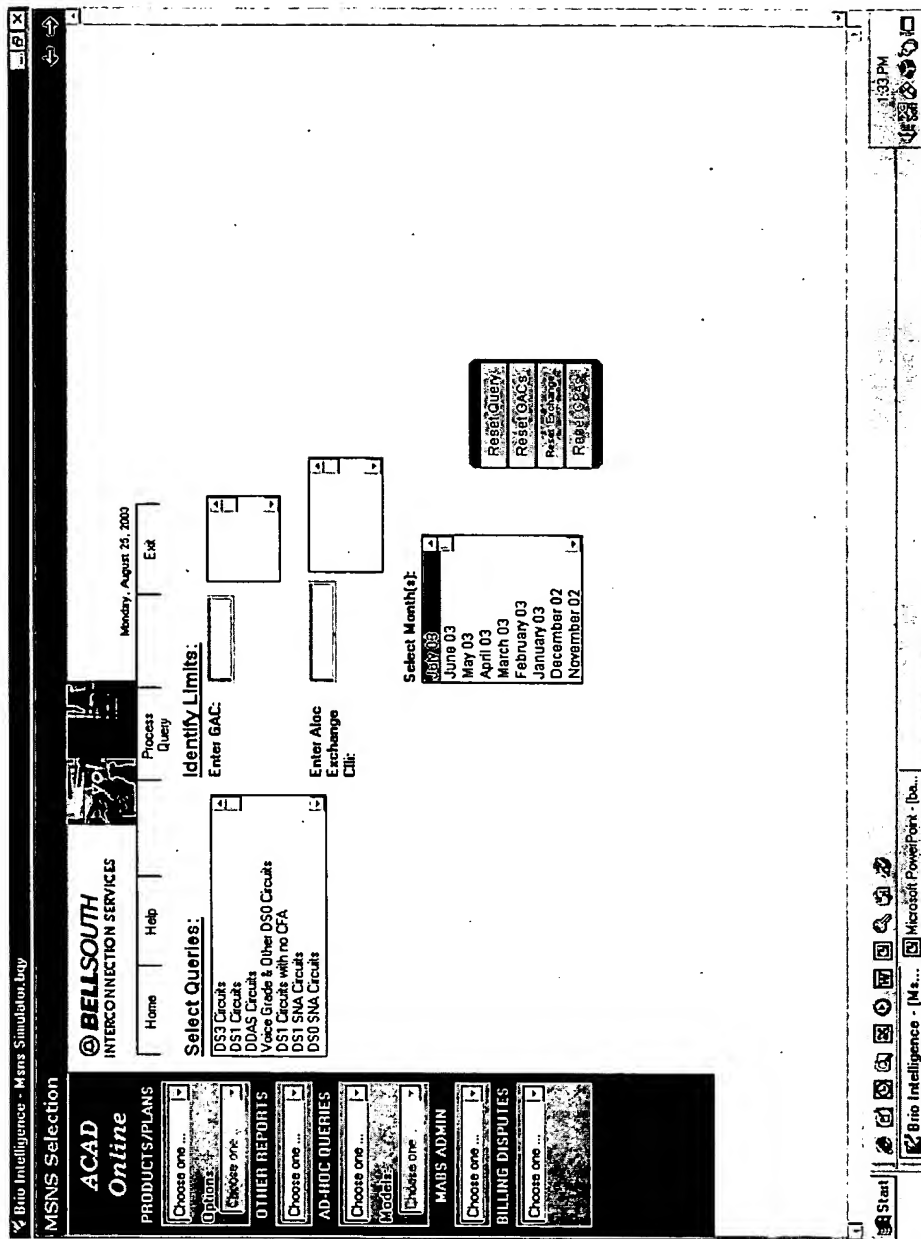 Brio Intelligence - Msns Simulator.bqy
MSNS Selection
ACAD
Online
PRODUCTS/PLANS
Choose one ...
Options:
Choose one ...
OTHER REPORTS
Choose one ...
AD-HOC QUERIES
Choose one ...
Models
Choose one ...
MABS ADMIN
Choose one ...
BILLING DISPUTES
Choose one ...
BELLSOUTH
INTERCONNECTION SERVICES
Monday, August 25, 2003
Home
Help
Process
Query
Exit
Select Queries:
DS3 Circuits
DS1 Circuits
DDAS Circuits
Voice Grade & Other DS0 Circuits
DS1 Circuits with no CFA
DS1 SNA Circuits
DS0 SNA Circuits
Identify Limits:
Enter GAC:
Enter Aloc
Exchange
Clli:
Select Month(s):
July 03
June 03
May 03
April 03
March 03
February 03
January 03
December 02
November 02
Reset Query
Reset GACs
Reset Exchange
Start
Brio Intelligence - [Ms...
Microsoft PowerPoint - [ba...
1:33 PM